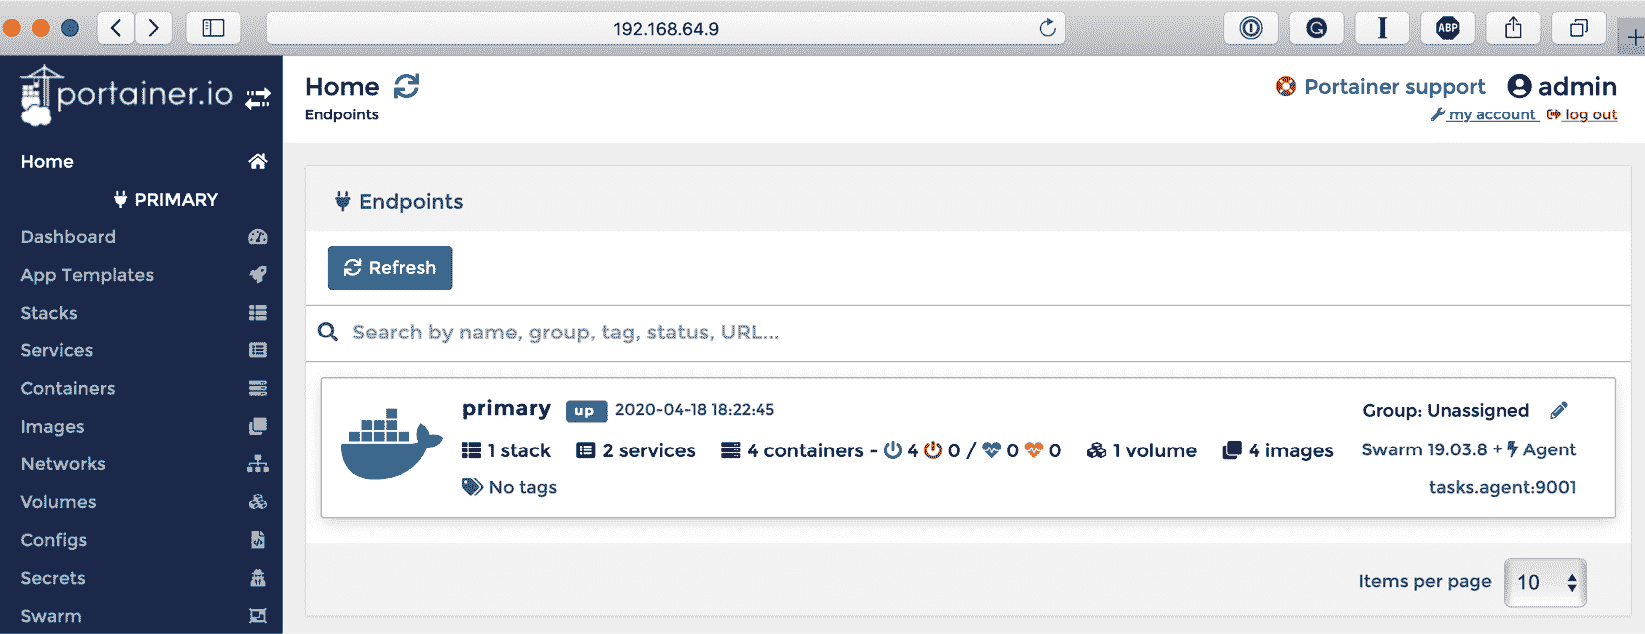 192.168.64.9
ABP
portainer.io
Home
Portainer support admin
Endpoints
my account log out
Home
PRIMARY
Dashboard
App Templates
Stacks
Services
Containers
Images
Networks
Volumes
Configs
Secrets
Swarm
Endpoints
Refresh
Search by name, group, tag, status, URL...
primary up 2020-04-18 18:22:45 Group: Unassigned
1 stack 2 services 4 containers - 4 0 / 0 0 1 volume 4 images Swarm 19.03.8 + Agent
No tags tasks.agent:9001
Items per page 10